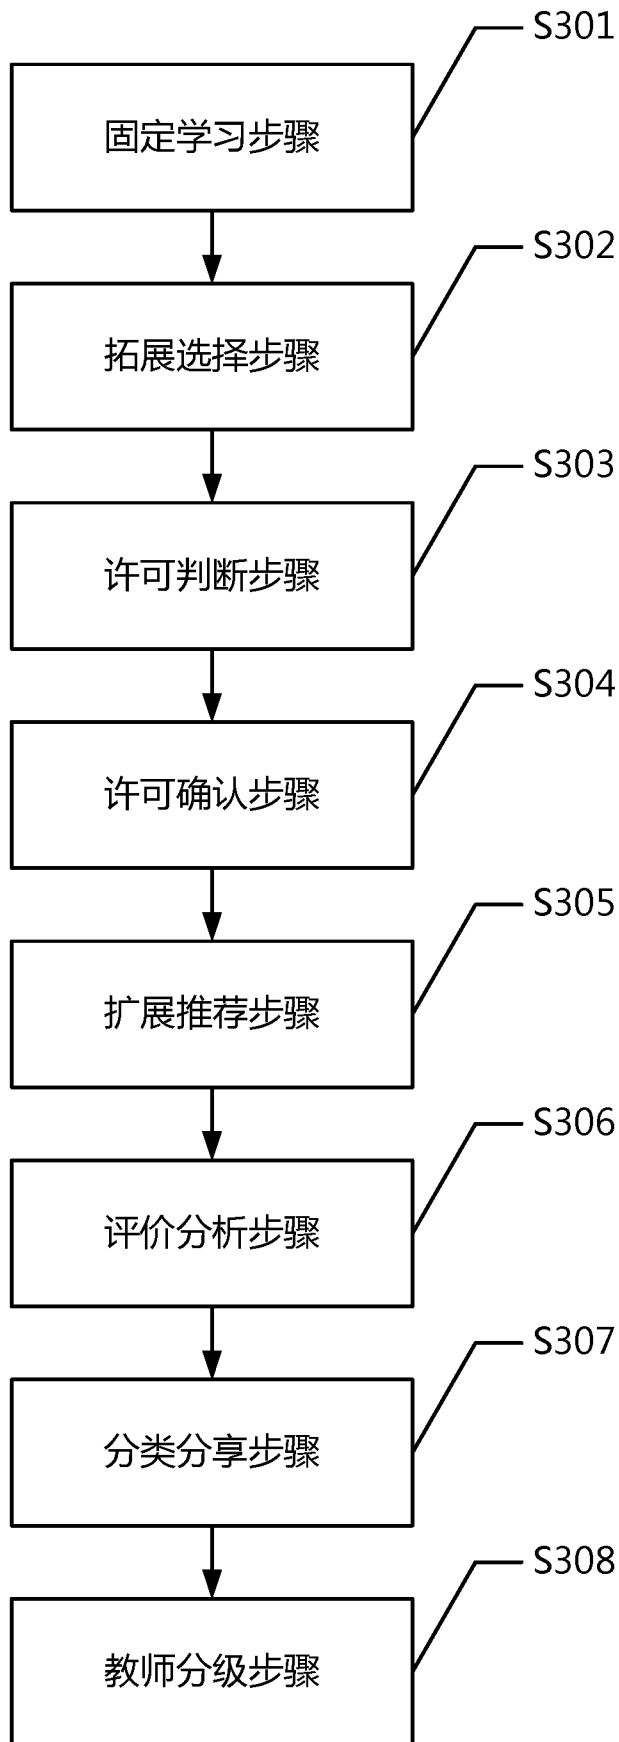 S301
固定学习步骤
S302
拓展选择步骤
S303
许可判断步骤
S304
许可确认步骤
S305
扩展推荐步骤
S306
评价分析步骤
S307
分类分享步骤
S308
教师分级步骤